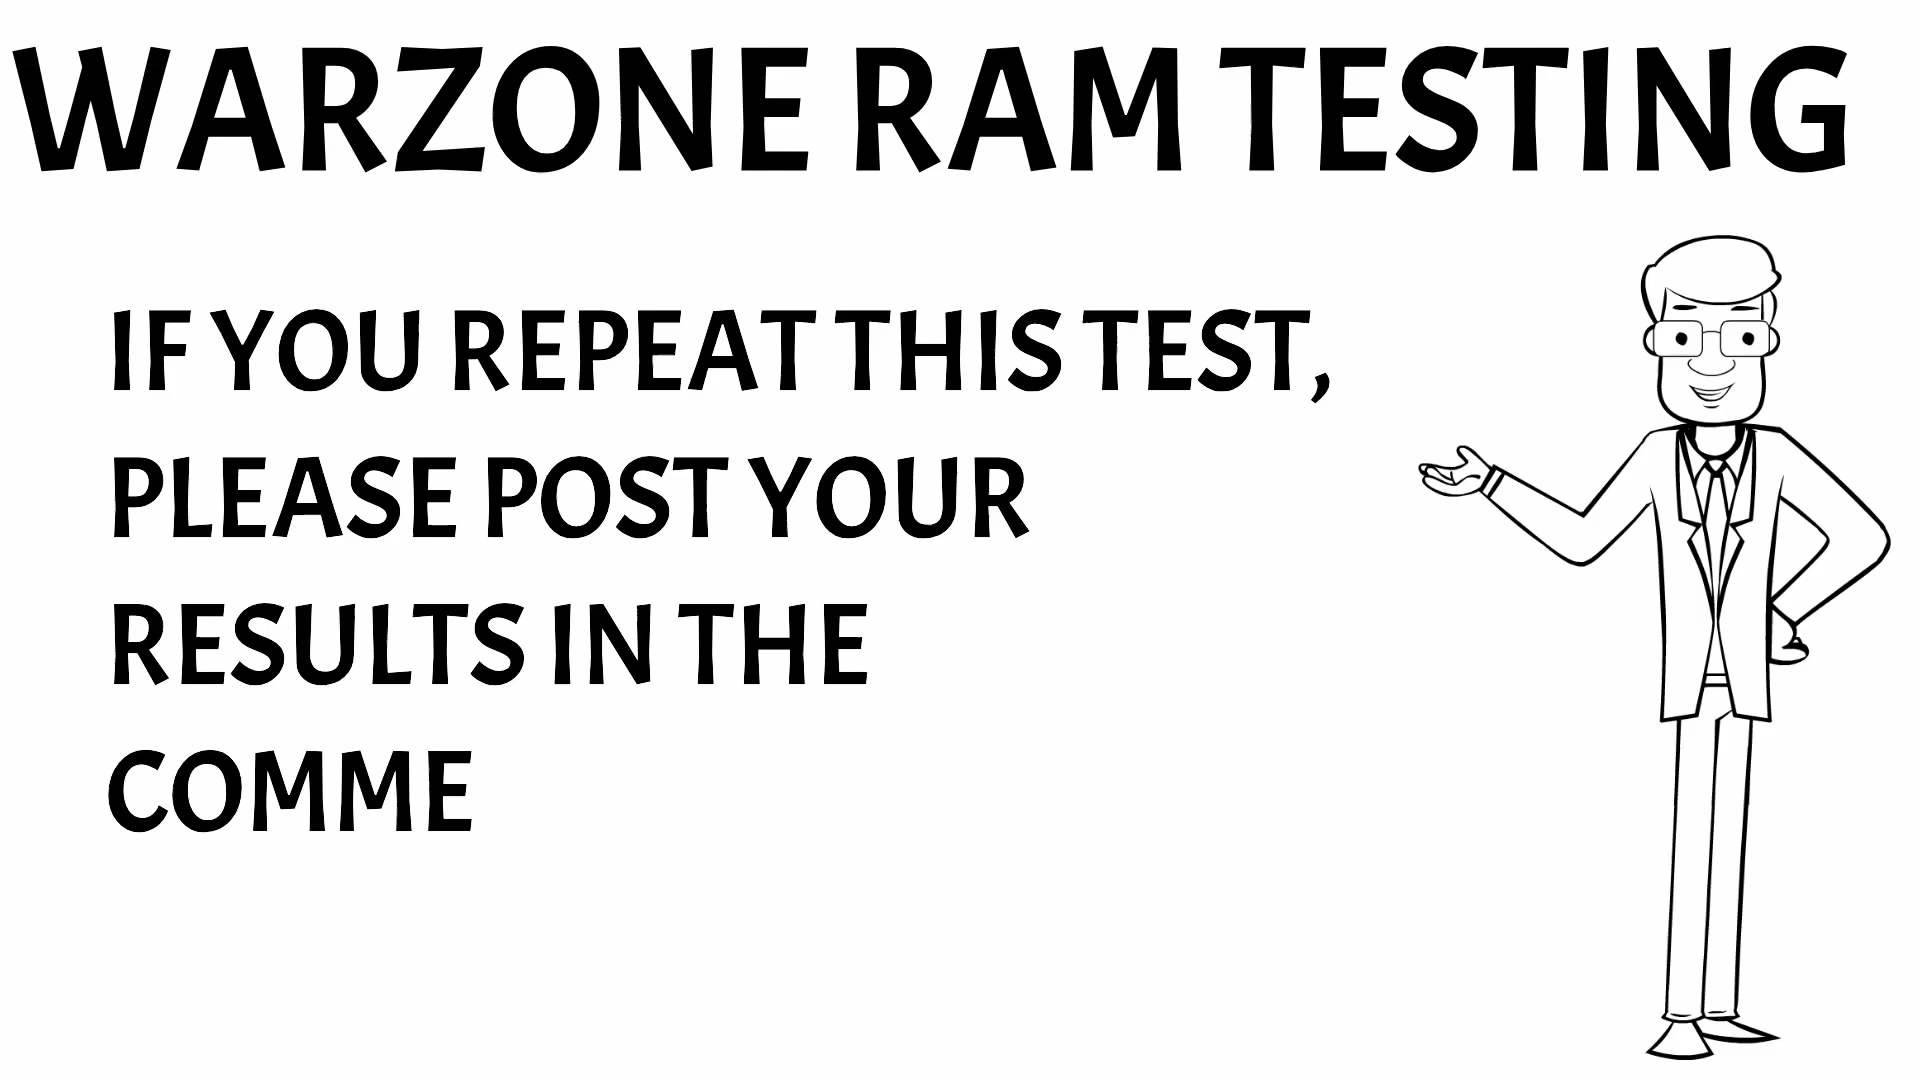 WARZONE RAM TESTING
IF YOU REPEAT THIS TEST,
PLEASE POST YOUR
RESULTS IN THE
COMME